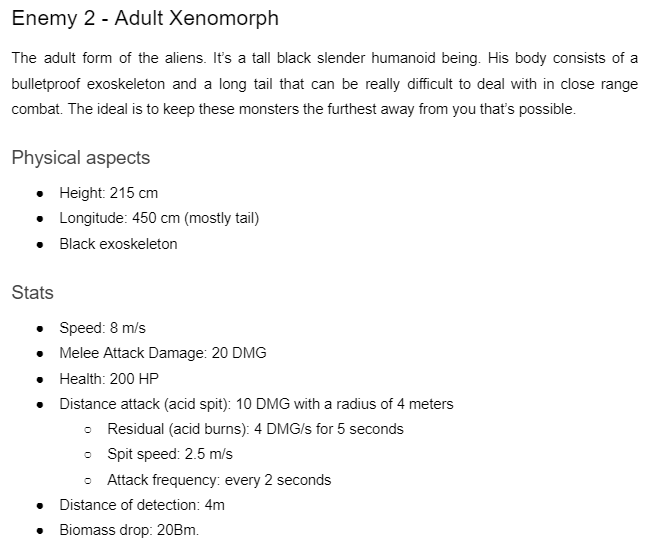 Enemy 2 - Adult Xenomorph
The adult form of the aliens. It's a tall black slender humanoid being. His body consists of a
bulletproof exoskeleton and a long tail that can be really difficult to deal with in close range
combat. The ideal is to keep these monsters the furthest away from you that's possible.
Physical aspects
● Height: 215 cm
● Longitude: 450 cm (mostly tail)
● Black exoskeleton
Stats
● Speed: 8 m/s
● Melee Attack Damage: 20 DMG
● Health: 200 HP
● Distance attack (acid spit): 10 DMG with a radius of 4 meters
○ Residual (acid burns): 4 DMG/s for 5 seconds
○ Spit speed: 2.5 m/s
○ Attack frequency: every 2 seconds
● Distance of detection: 4m
● Biomass drop: 20Bm.